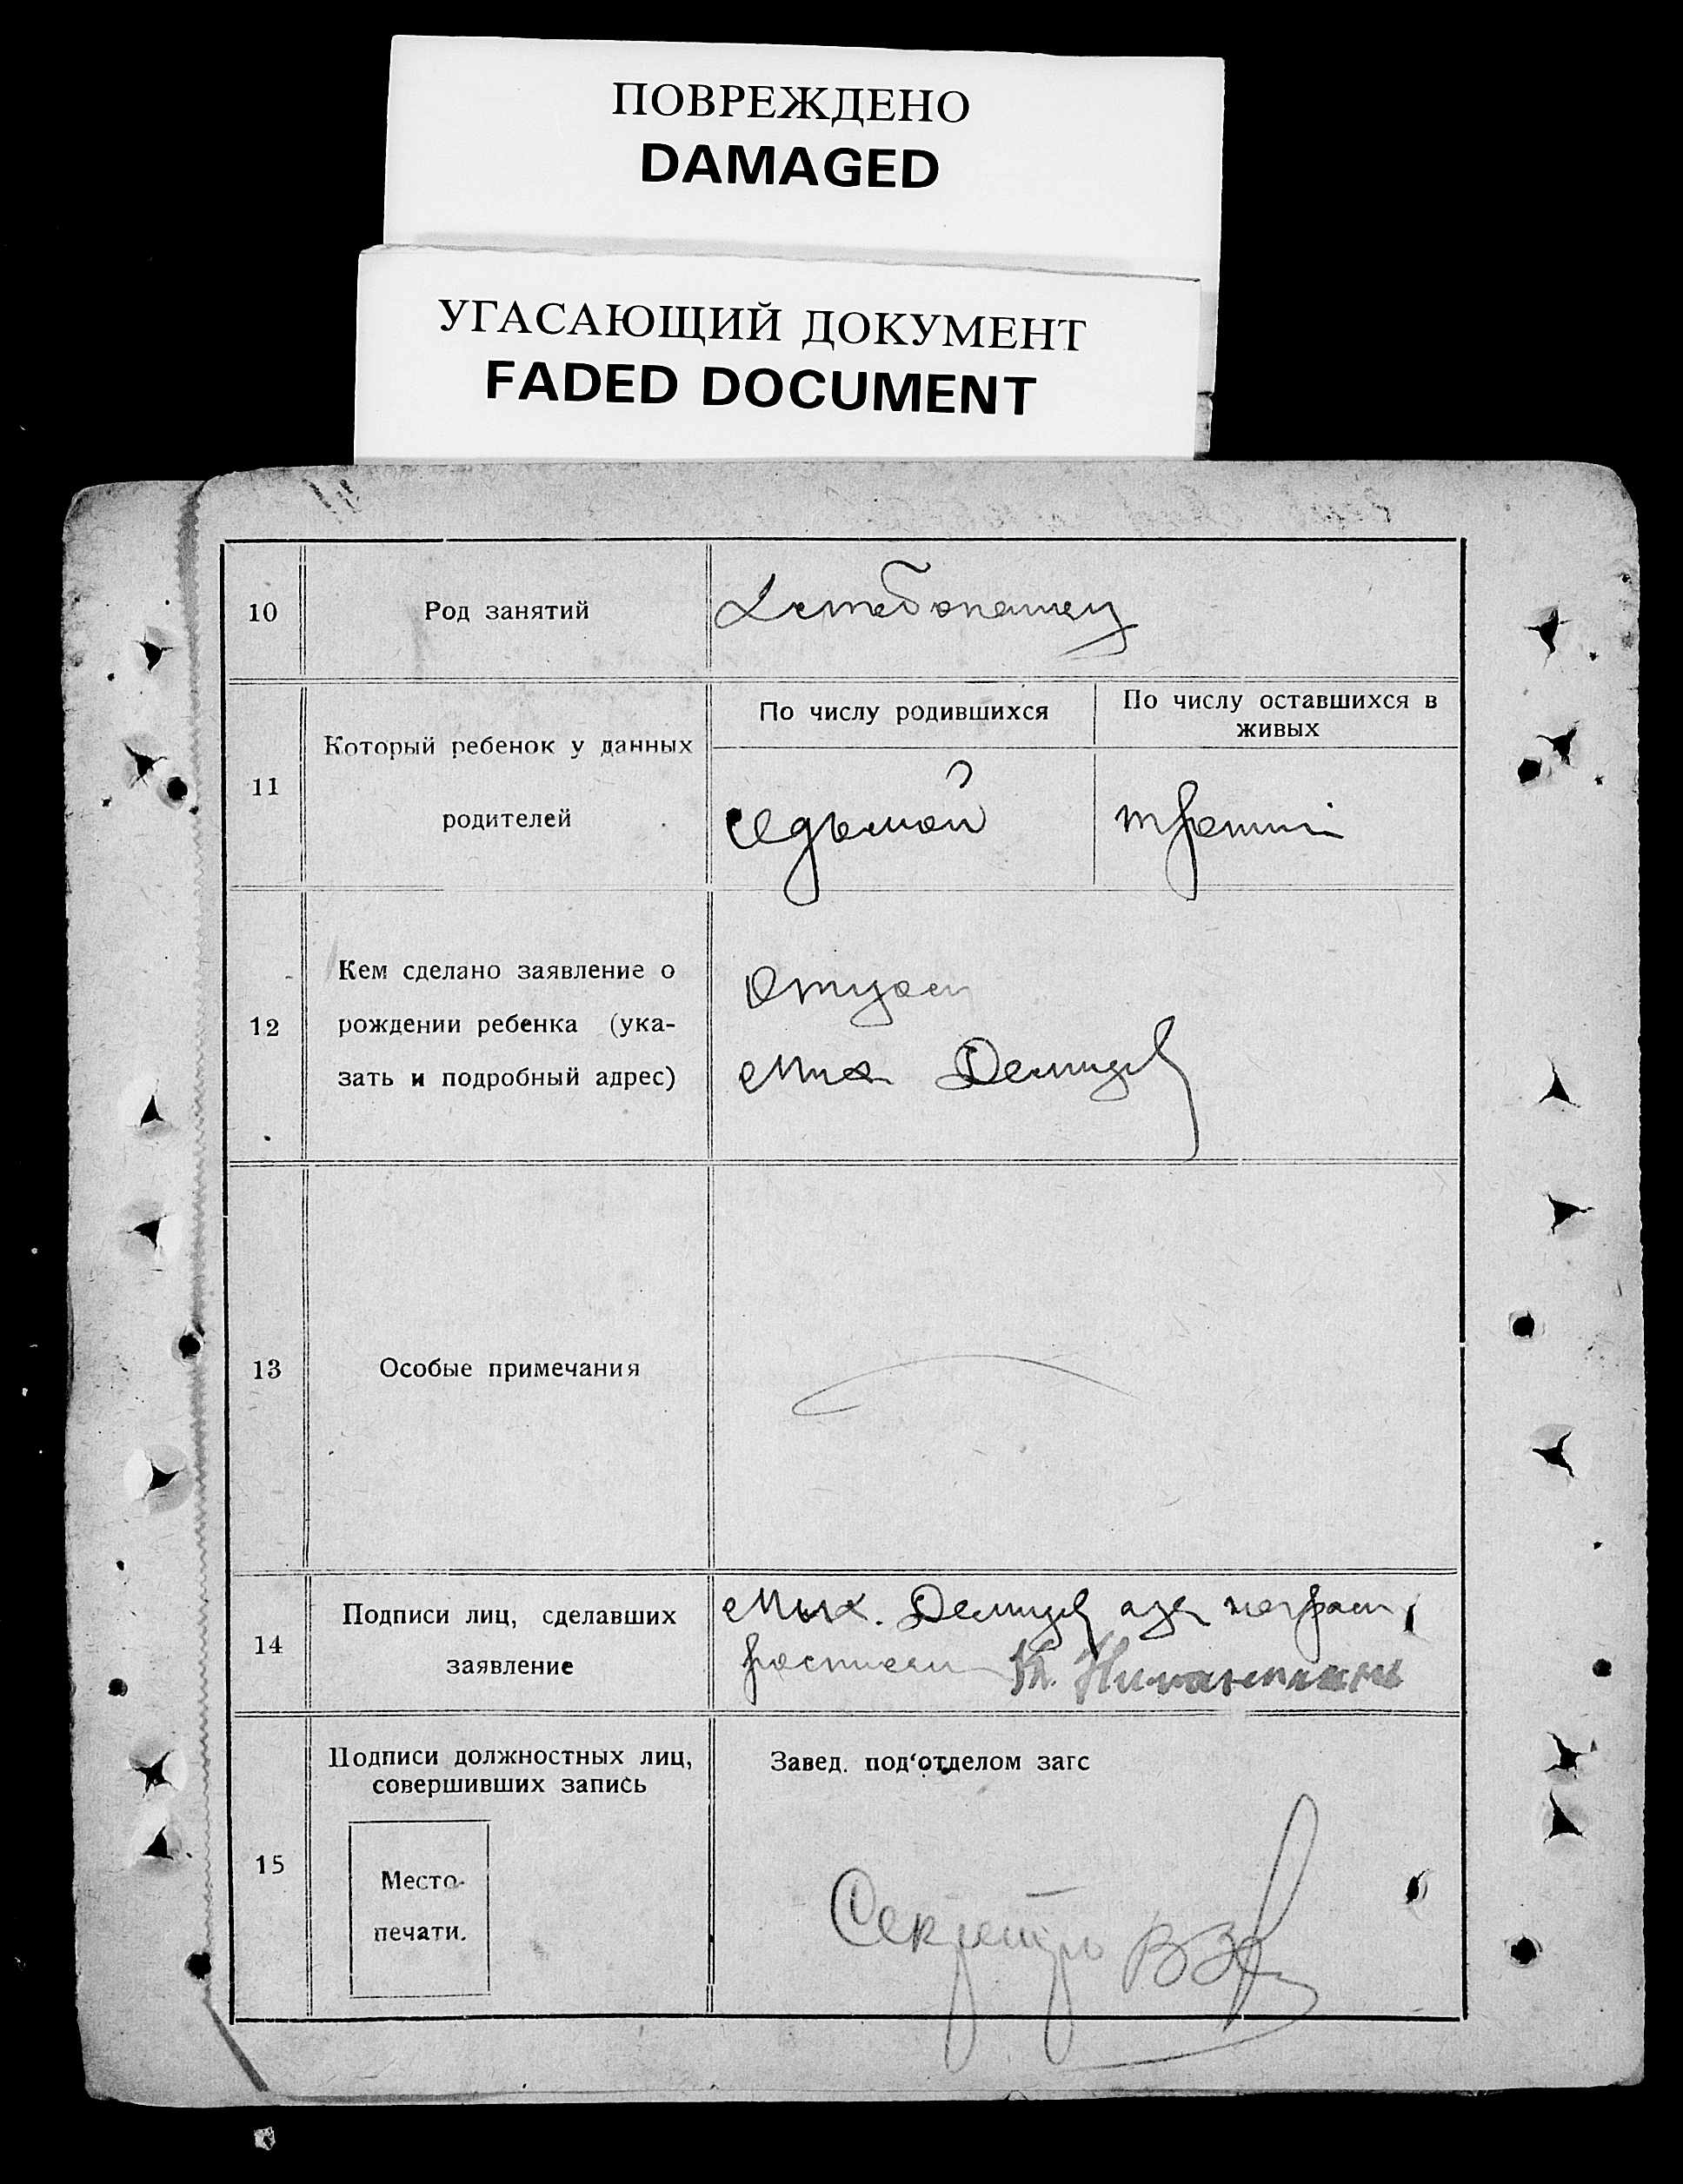 ПОВРЕЖДЕНО
DAMAGED
УГАСАЮЩИЙ ДОКУМЕНТ
FADED DOCUMENT
10 Род занятий
11 Который ребенок у данных родителей
По числу родившихся
По числу оставшихся в живых
седьмой
третий
12 Кем сделано заявление о
рождении ребенка (ука-
зать и подробный адрес)
Отцом
Мих Демидов
13 Особые примечания
14 Подписи лиц, сделавших
заявление
Мих. Демидов
15 Подписи должностных лиц,
совершивших запись
Место
печати.
Завед. под'отделом загс
Секретарь